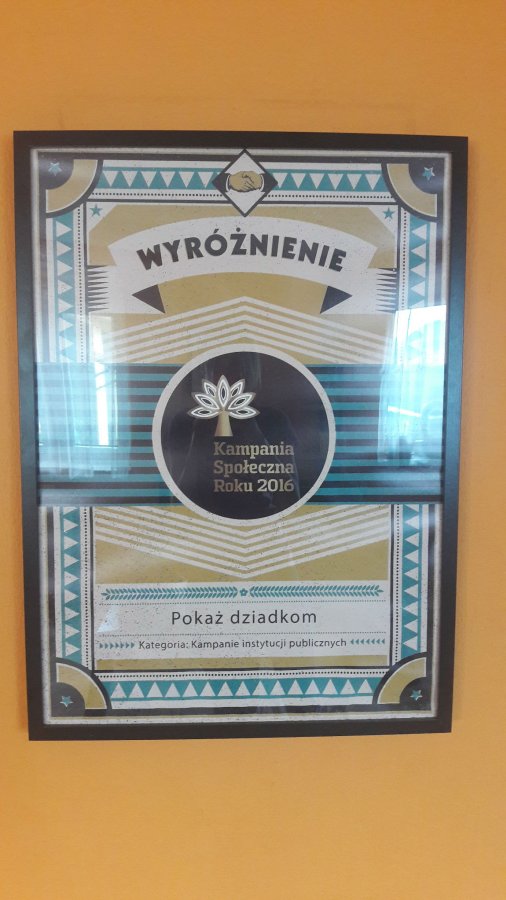 WYRÓŻNIENIE
Kampania
Społeczna
Roku 2016
Pokaż dziadkom
Kategoria: Kampanie instytucji publicznych